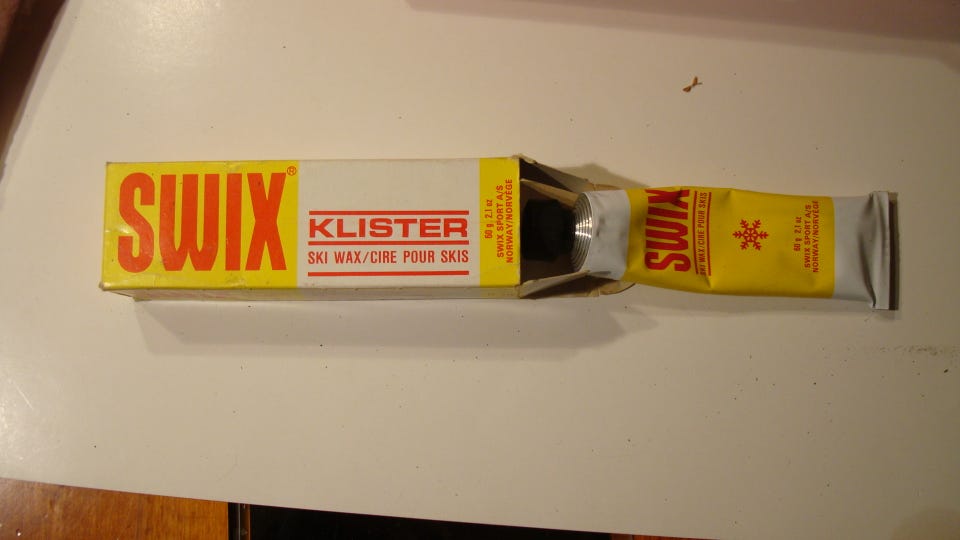 SWIX®
KLISTER
SKI WAX/CIRE POUR SKIS
60 g 2.1 oz
SWIX SPORT A/S
NORWAY/NORVÈGE
SWIX
SKI WAX/CIRE POUR SKIS
60 g 2.1 oz
SWIX SPORT A/S
NORWAY/NORVÈGE